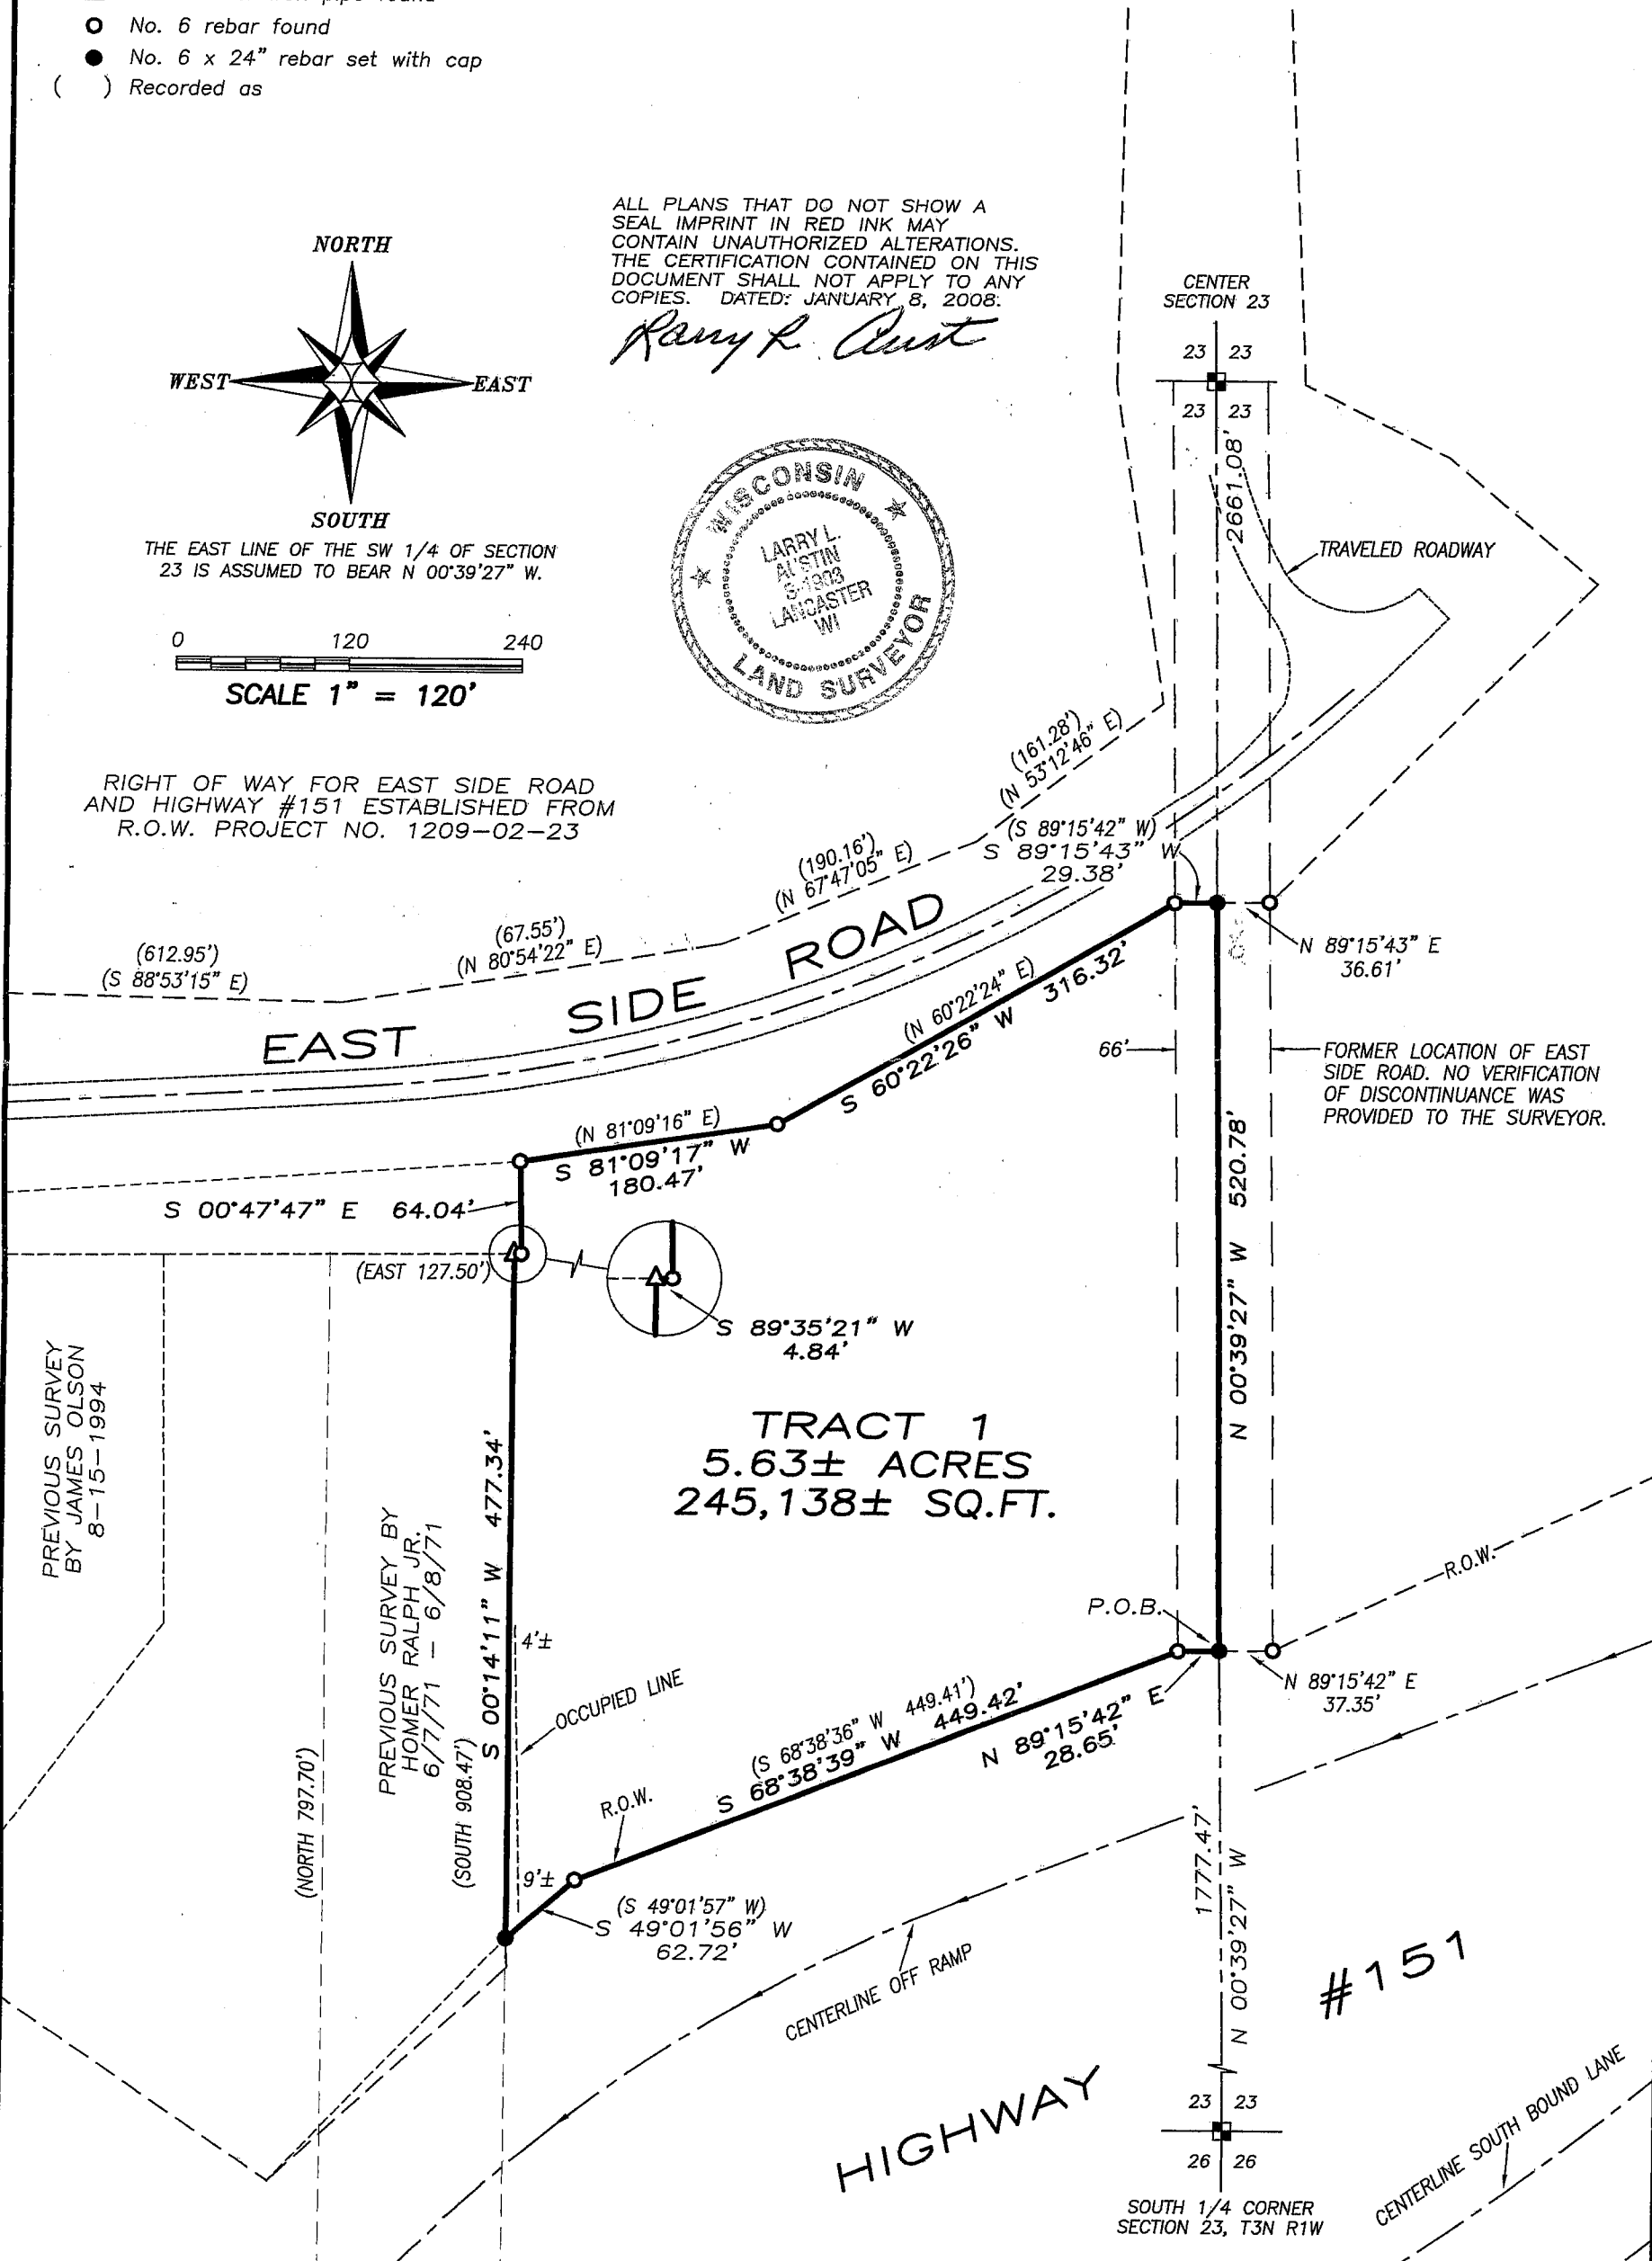 pipe found
No. 6 rebar found
No. 6 x 24" rebar set with cap
( ) Recorded as
ALL PLANS THAT DO NOT SHOW A
SEAL IMPRINT IN RED INK MAY
CONTAIN UNAUTHORIZED ALTERATIONS.
THE CERTIFICATION CONTAINED ON THIS
DOCUMENT SHALL NOT APPLY TO ANY
COPIES. DATED: JANUARY 8, 2008.
NORTH
WEST
EAST
SOUTH
THE EAST LINE OF THE SW 1/4 OF SECTION
23 IS ASSUMED TO BEAR N 00°39'27" W.
0 120 240
SCALE 1" = 120'
WISCONSIN
LARRY L.
AUSTIN
S-1903
LANCASTER
WI
LAND SURVEYOR
CENTER
SECTION 23
23 23
23 23
2661.08'
TRAVELED ROADWAY
RIGHT OF WAY FOR EAST SIDE ROAD
AND HIGHWAY #151 ESTABLISHED FROM
R.O.W. PROJECT NO. 1209-02-23
(612.95')
(S 88°53'15" E)
(67.55')
(N 80°54'22" E)
(190.16')
(N 67°47'05" E)
(161.28')
(N 53°12'46" E)
(S 89°15'42" W)
S 89°15'43" W
29.38'
N 89°15'43" E
36.61'
EAST SIDE ROAD
(N 60°22'24" E)
S 60°22'26" W 316.32'
66'
FORMER LOCATION OF EAST
SIDE ROAD. NO VERIFICATION
OF DISCONTINUANCE WAS
PROVIDED TO THE SURVEYOR.
(N 81°09'16" E)
S 81°09'17" W
180.47'
S 00°47'47" E 64.04'
(EAST 127.50')
S 89°35'21" W
4.84'
N 00°39'27" W 520.78'
PREVIOUS SURVEY
BY JAMES OLSON
8-15-1994
TRACT 1
5.63± ACRES
245,138± SQ.FT.
PREVIOUS SURVEY BY
HOMER RALPH JR.
6/7/71 - 6/8/71
S 00°14'11" W 477.34'
(SOUTH 908.47')
(NORTH 797.70')
4'±
OCCUPIED LINE
9'±
R.O.W.
P.O.B.
R.O.W.
N 89°15'42" E
37.35'
(S 68°38'36" W 449.41')
S 68°38'39" W 449.42'
N 89°15'42" E
28.65'
(S 49°01'57" W)
S 49°01'56" W
62.72'
CENTERLINE OFF RAMP
1777.47'
N 00°39'27" W
HIGHWAY #151
23 23
26 26
SOUTH 1/4 CORNER
SECTION 23, T3N R1W
CENTERLINE SOUTH BOUND LANE